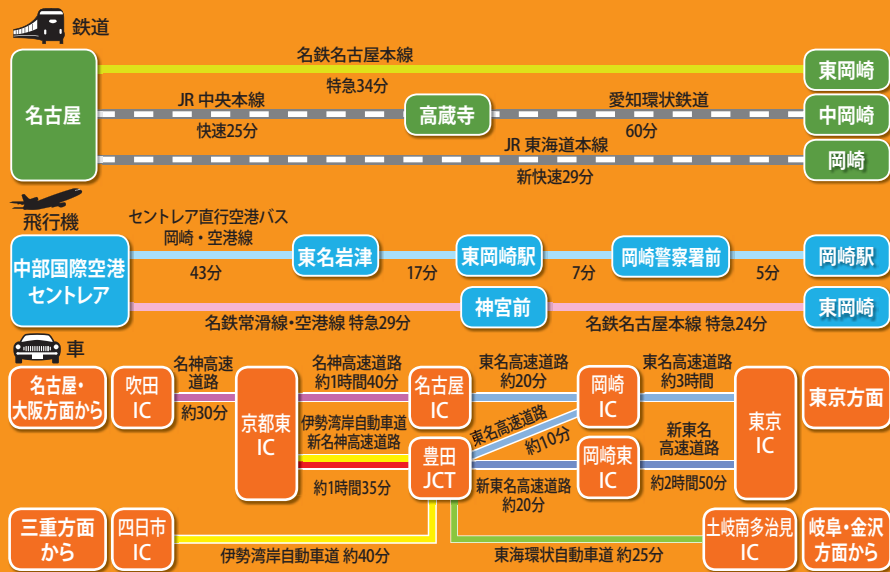 鉄道
名鉄名古屋本線
名古屋
特急34分
東岡崎
JR 中央本線
快速25分
高蔵寺
愛知環状鉄道
60分
中岡崎
JR 東海道本線
新快速29分
岡崎
飛行機
中部国際空港
セントレア
セントレア直行空港バス
岡崎・空港線
43分
東名岩津
17分
東岡崎駅
7分
岡崎警察署前
5分
岡崎駅
名鉄常滑線・空港線 特急29分
神宮前
名鉄名古屋本線 特急24分
東岡崎
車
名古屋・
大阪方面から
吹田
IC
名神高速
道路
約30分
京都東
IC
名神高速道路
約1時間40分
名古屋
IC
東名高速道路
約20分
岡崎
IC
東名高速道路
約3時間
東京
IC
東京方面
伊勢湾岸自動車道
新名神高速道路
約1時間35分
豊田
JCT
東名高速道路
約10分
新東名高速道路
約20分
岡崎東
IC
新東名
高速道路
約2時間50分
三重方面
から
四日市
IC
伊勢湾岸自動車道 約40分
東海環状自動車道 約25分
土岐南多治見
IC
岐阜・金沢
方面から